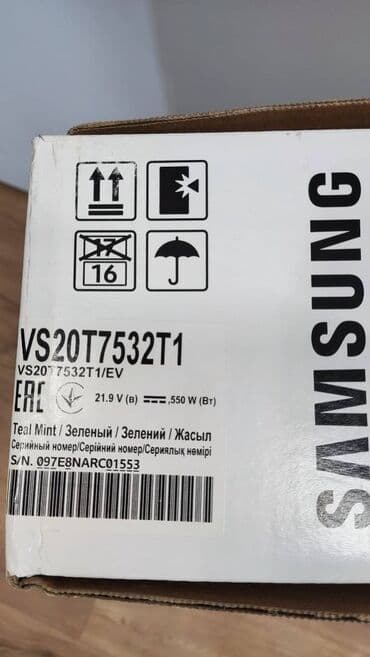 17
16
SAMSUNG
VS20T7532T1
VS20T7532T1/EV
EAC 21.9 V (в) ,550 W (Вт)
Teal Mint / Зеленый / Зелений / Жасыл
Серийный номер/Серійний номер/Сериялық нөмірі
S/N. 097E8NARC01553